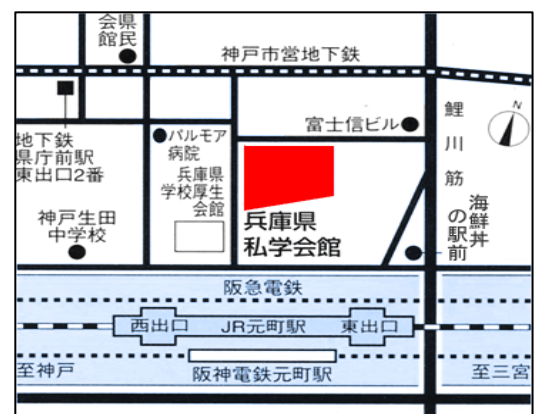 県民
会館
神戸市営地下鉄
富士信ビル
鯉川筋
N
地下鉄
県庁前駅
東出口2番
パルモア
病院
兵庫県
学校厚生
会館
神戸生田
中学校
兵庫県
私学会館
海鮮丼
の駅前
阪急電鉄
西出口
JR元町駅
東出口
至神戸
阪神電鉄元町駅
至三宮